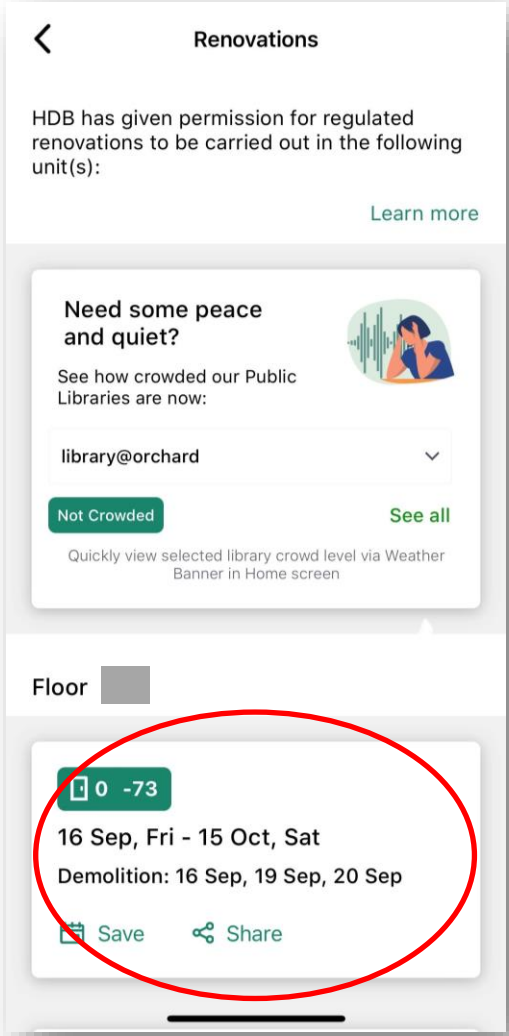 Renovations
HDB has given permission for regulated
renovations to be carried out in the following
unit(s):
Learn more
Need some peace
and quiet?
See how crowded our Public
Libraries are now:
library@orchard
Not Crowded
See all
Quickly view selected library crowd level via Weather
Banner in Home screen
Floor
0 -73
16 Sep, Fri - 15 Oct, Sat
Demolition: 16 Sep, 19 Sep, 20 Sep
Save
Share